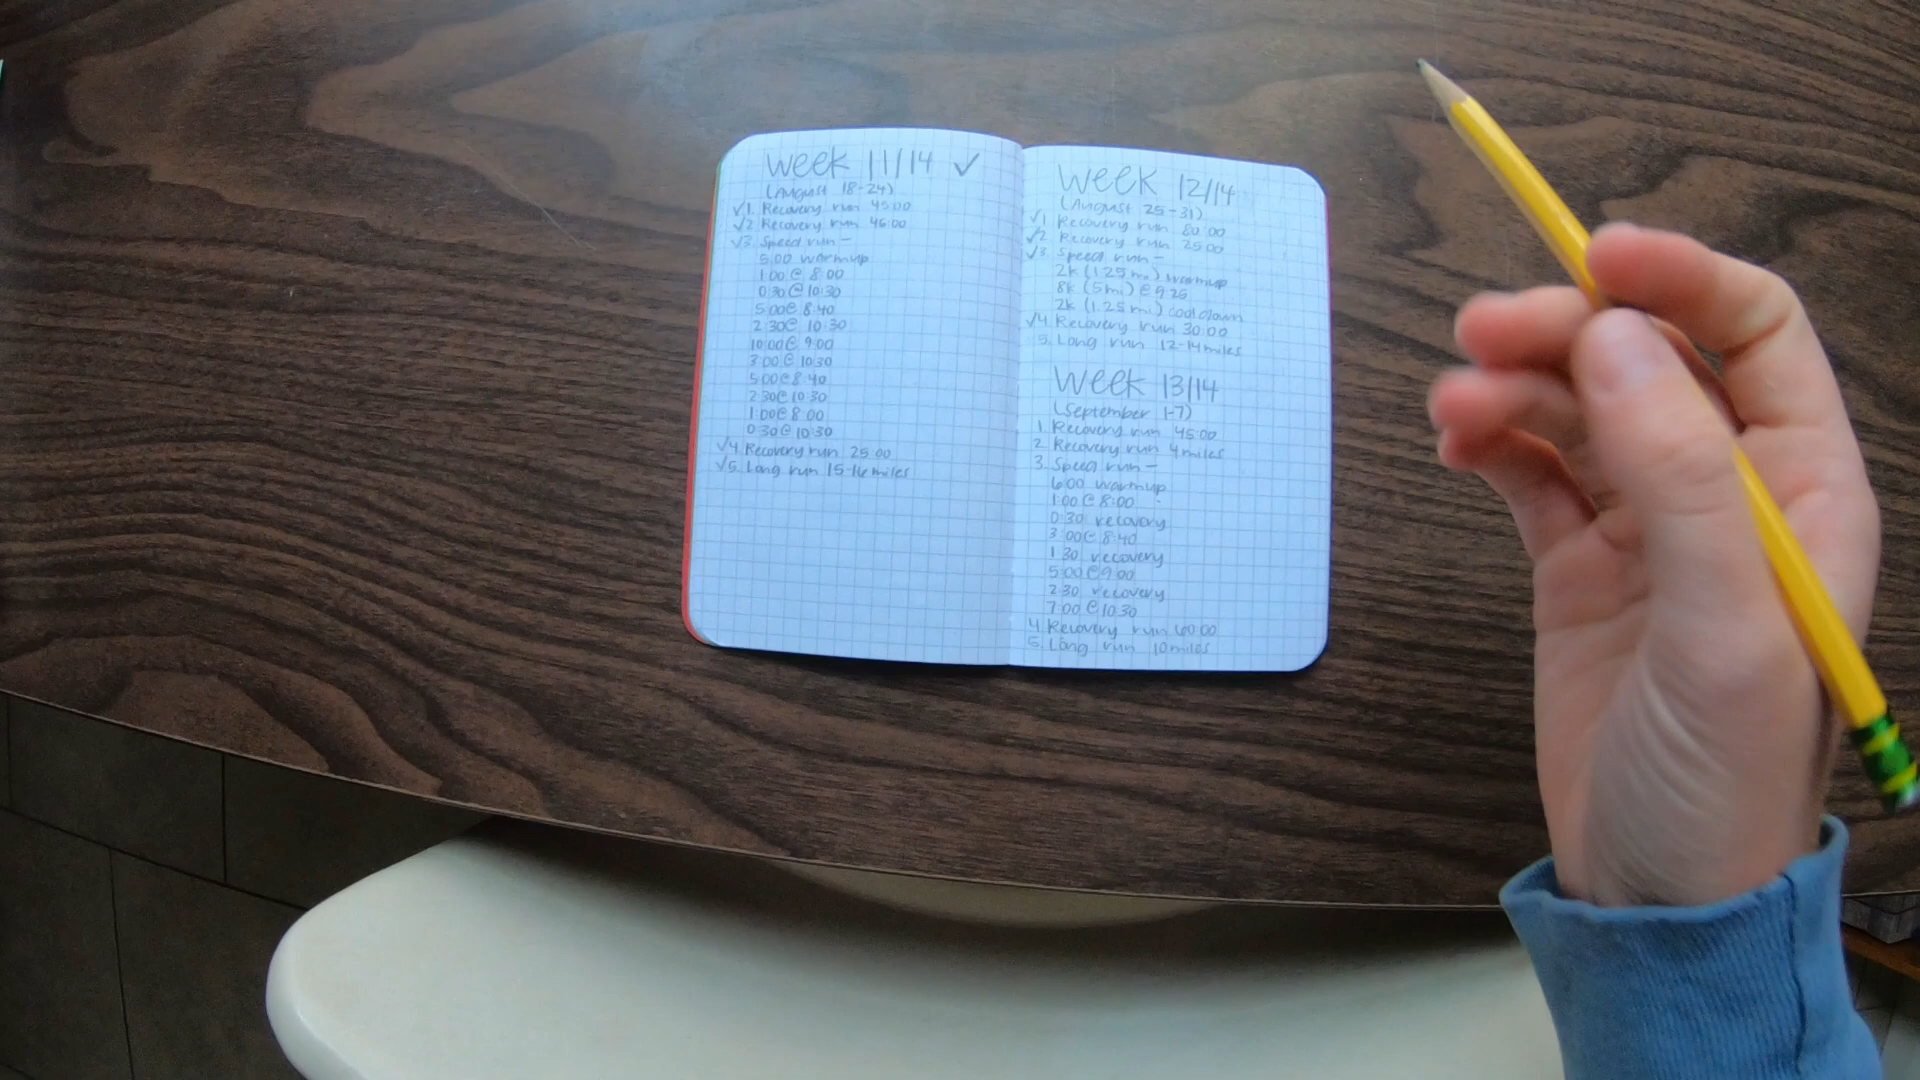 Week 11/14 ✓
(August 18-24)
✓1. Recovery run 45:00
✓2. Recovery run 45:00
✓3. Speed run -
5:00 warmup
1:00 @ 8:00
0:30 @ 10:30
5:00 @ 8:40
2:30 @ 10:30
10:00 @ 9:00
3:00 @ 10:30
5:00 @ 8:40
2:30 @ 10:30
1:00 @ 8:00
0:30 @ 10:30
✓4. Recovery run 25:00
✓5. Long run 15-16 miles
Week 12/14
(August 25-31)
✓1. Recovery run 80:00
✓2. Recovery run 25:00
✓3. Speed run -
2k (1.25 mi) warmup
8k (5mi) @ 9:25
2k (1.25 mi) cooldown
✓4. Recovery run 30:00
5. Long run 12-14 miles
Week 13/14
(September 1-7)
1. Recovery run 45:00
2. Recovery run 4 miles
3. Speed run -
6:00 warmup
1:00 @ 8:00
0:30 recovery
3:00 @ 8:40
1:30 recovery
5:00 @ 9:00
2:30 recovery
7:00 @ 10:30
4. Recovery run 60:00
5. Long run 10 miles